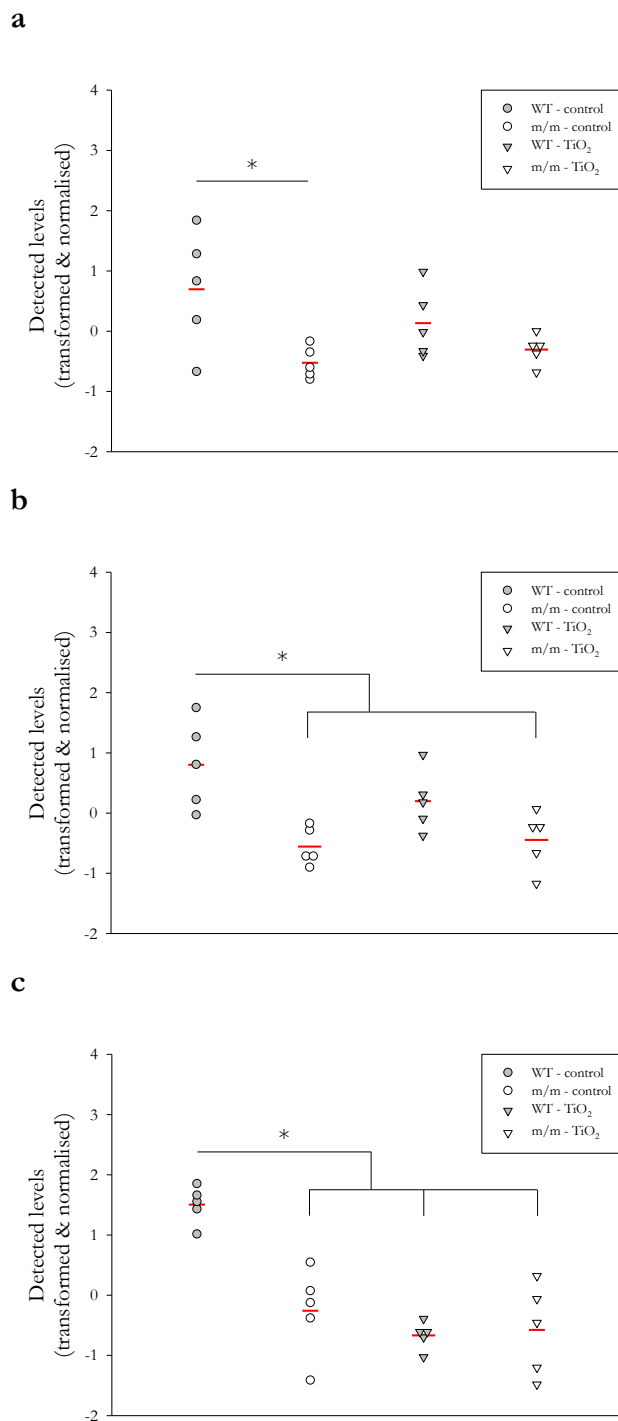 a
4
3
2
1
0
-1
-2
Detected levels
(transformed & normalised)
*
WT - control
m/m - control
WT - TiO₂
m/m - TiO₂
b
4
3
2
1
0
-1
-2
Detected levels
(transformed & normalised)
*
WT - control
m/m - control
WT - TiO₂
m/m - TiO₂
c
4
3
2
1
0
-1
-2
Detected levels
(transformed & normalised)
*
WT - control
m/m - control
WT - TiO₂
m/m - TiO₂